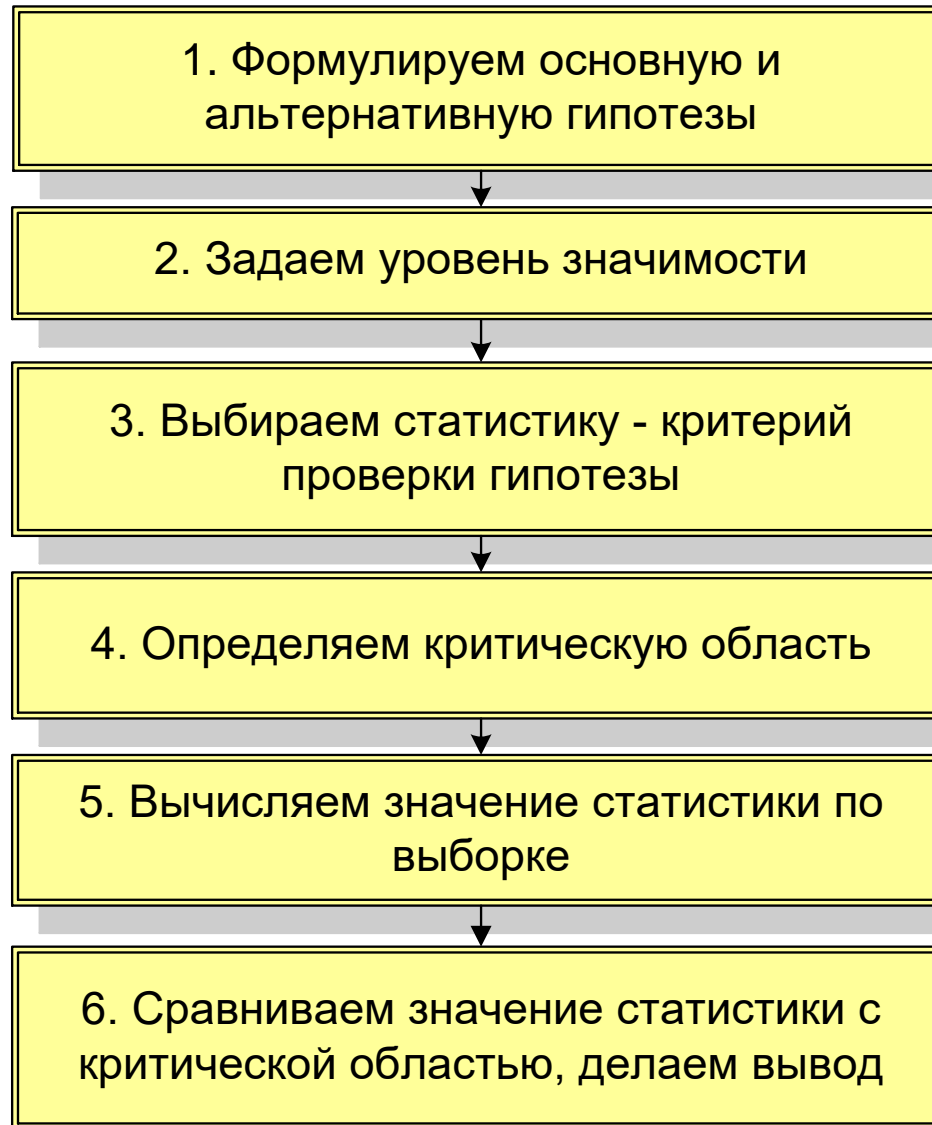 1. Формулируем основную и
альтернативную гипотезы
2. Задаем уровень значимости
3. Выбираем статистику - критерий
проверки гипотезы
4. Определяем критическую область
5. Вычисляем значение статистики по
выборке
6. Сравниваем значение статистики с
критической областью, делаем вывод